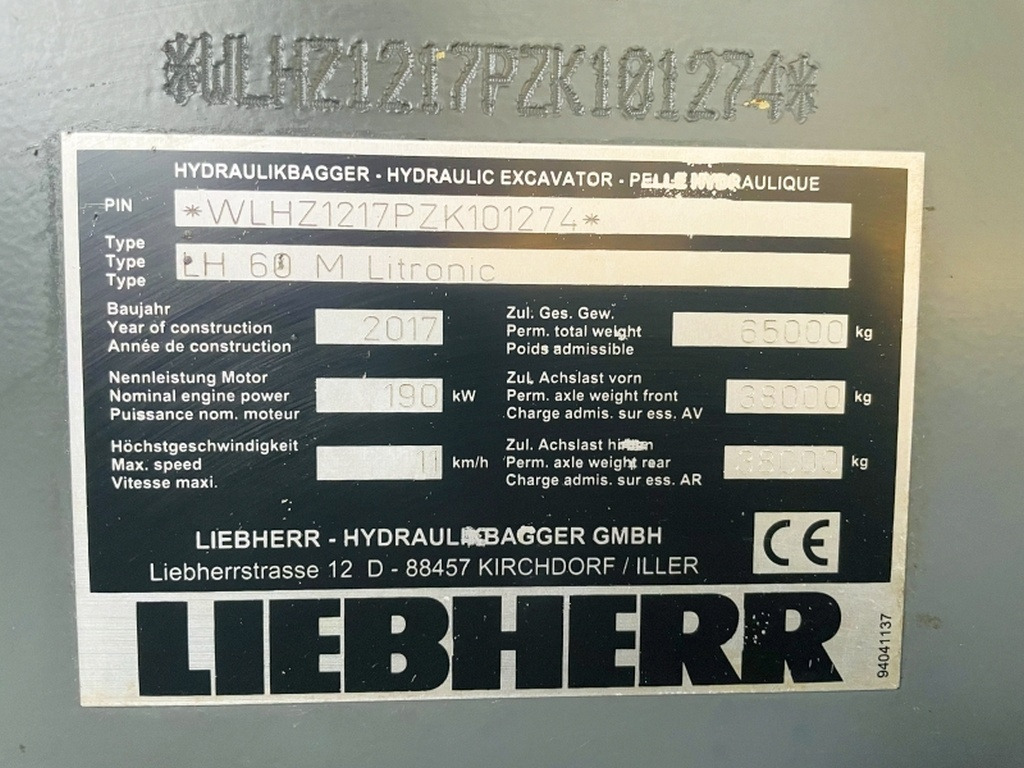 *WLHZ1217PZK101274*
HYDRAULIKBAGGER - HYDRAULIC EXCAVATOR - PELLE HYDRAULIQUE
PIN *WLHZ1217PZK101274*
Type
Type LH 60 M Litronic
Type
Baujahr
Year of construction 2017
Année de construction
Zul. Ges. Gew.
Perm. total weight 65000 kg
Poids admissible
Nennleistung Motor
Nominal engine power 190 kW
Puissance nom. moteur
Zul. Achslast vorn
Perm. axle weight front 38000 kg
Charge admis. sur ess. AV
Höchstgeschwindigkeit
Max. speed 11 km/h
Vitesse maxi.
Zul. Achslast hinten
Perm. axle weight rear 38000 kg
Charge admis. sur ess. AR
LIEBHERR - HYDRAULIKBAGGER GMBH
Liebherrstrasse 12 D - 88457 KIRCHDORF / ILLER
CE
LIEBHERR
94041137